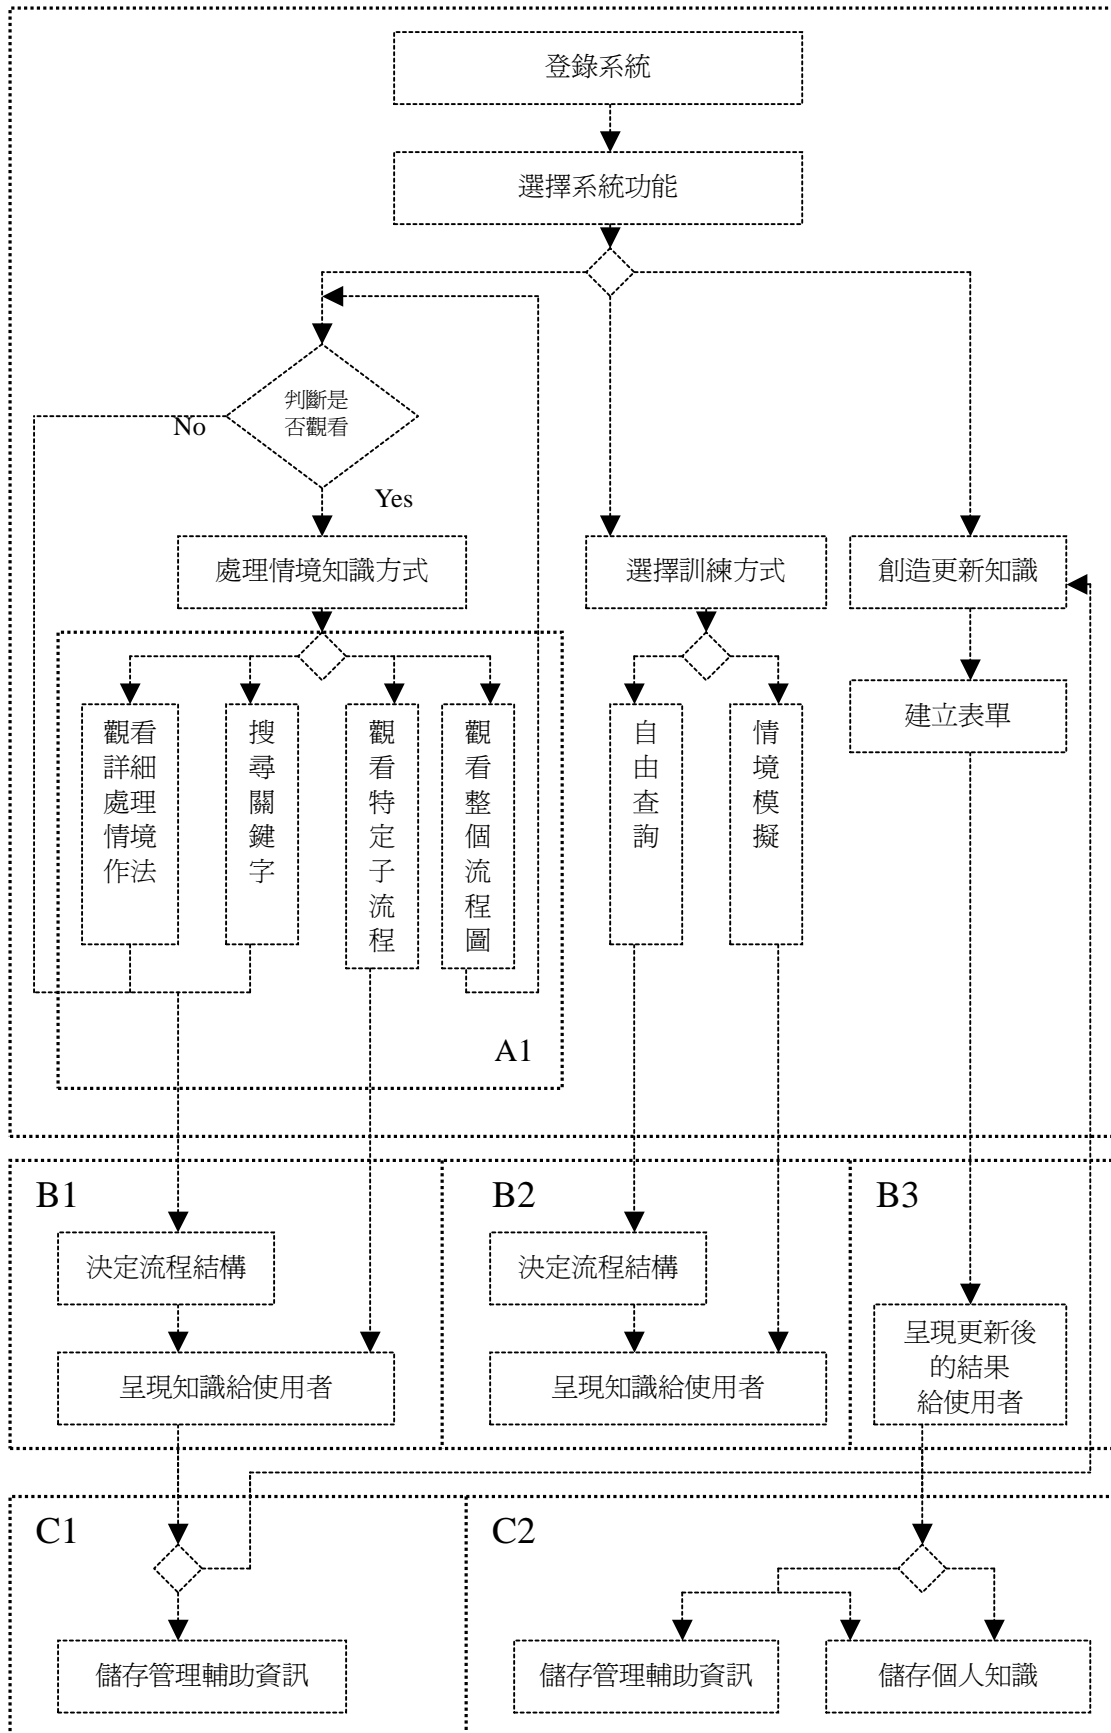 登錄系統
選擇系統功能
判斷是
否觀看
No
Yes
處理情境知識方式
選擇訓練方式
創造更新知識
觀看
詳細
處理
情境
作法
搜
尋
關
鍵
字
觀
看
特
定
子
流
程
觀
看
整
個
流
程
圖
自
由
查
詢
情
境
模
擬
建立表單
A1
B1
B2
B3
決定流程結構
決定流程結構
呈現知識給使用者
呈現知識給使用者
呈現更新後
的結果
給使用者
C1
C2
儲存管理輔助資訊
儲存管理輔助資訊
儲存個人知識